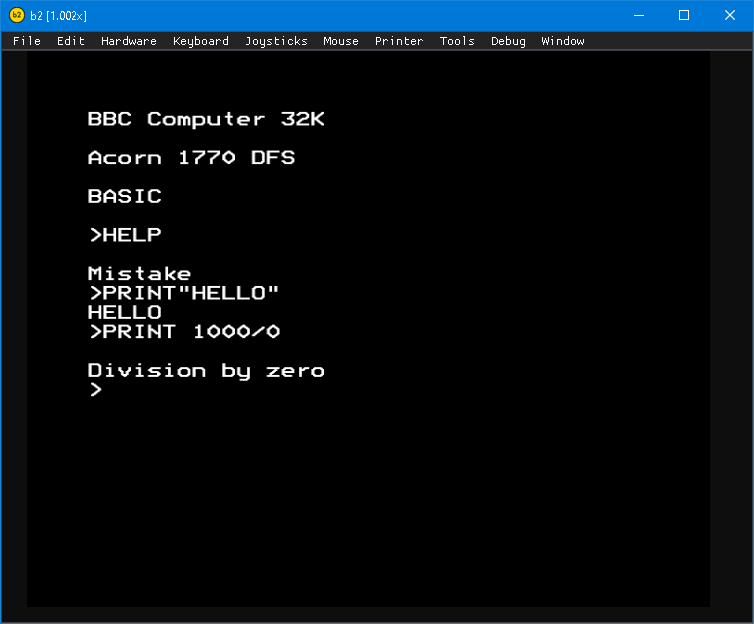 b2 [1.002x]
File Edit Hardware Keyboard Joysticks Mouse Printer Tools Debug Window
BBC Computer 32K
Acorn 1770 DFS
BASIC
>HELP
Mistake
>PRINT"HELLO"
HELLO
>PRINT 1000/0
Division by zero
>